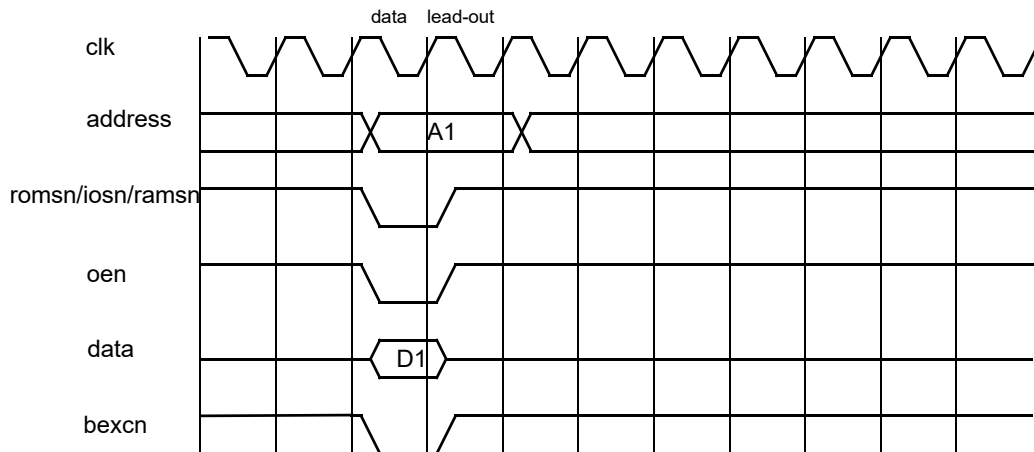 data lead-out
clk
address
A1
romsn/iosn/ramsn
oen
data
D1
bexcn